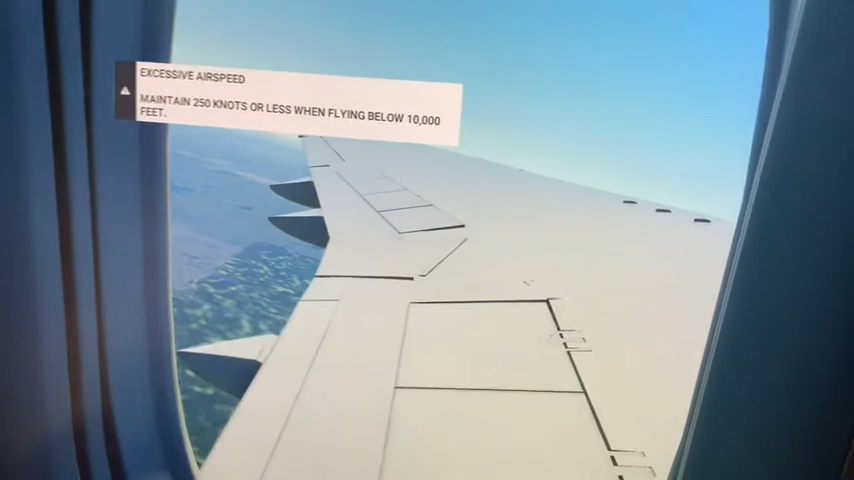 EXCESSIVE AIRSPEED
MAINTAIN 250 KNOTS OR LESS WHEN FLYING BELOW 10,000
FEET.